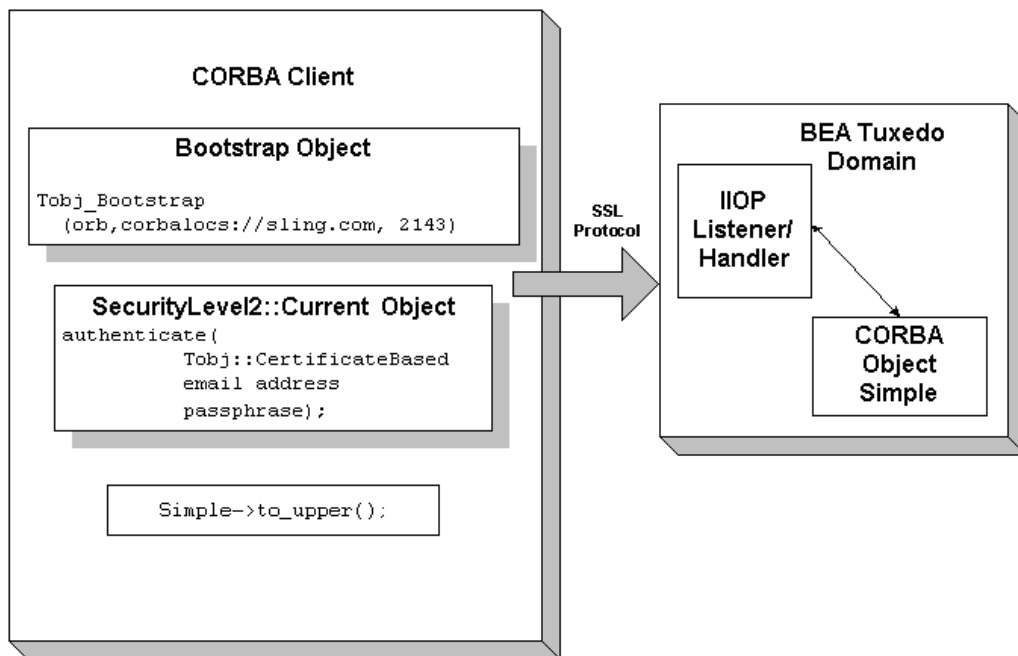 CORBA Client
Bootstrap Object
Tobj_Bootstrap
(orb,corbalocs://sling.com, 2143)
SecurityLevel2::Current Object
authenticate(
Tobj::CertificateBased
email address
passphrase);
Simple->to_upper();
SSL
Protocol
BEA Tuxedo
Domain
IIOP
Listener/
Handler
CORBA
Object
Simple